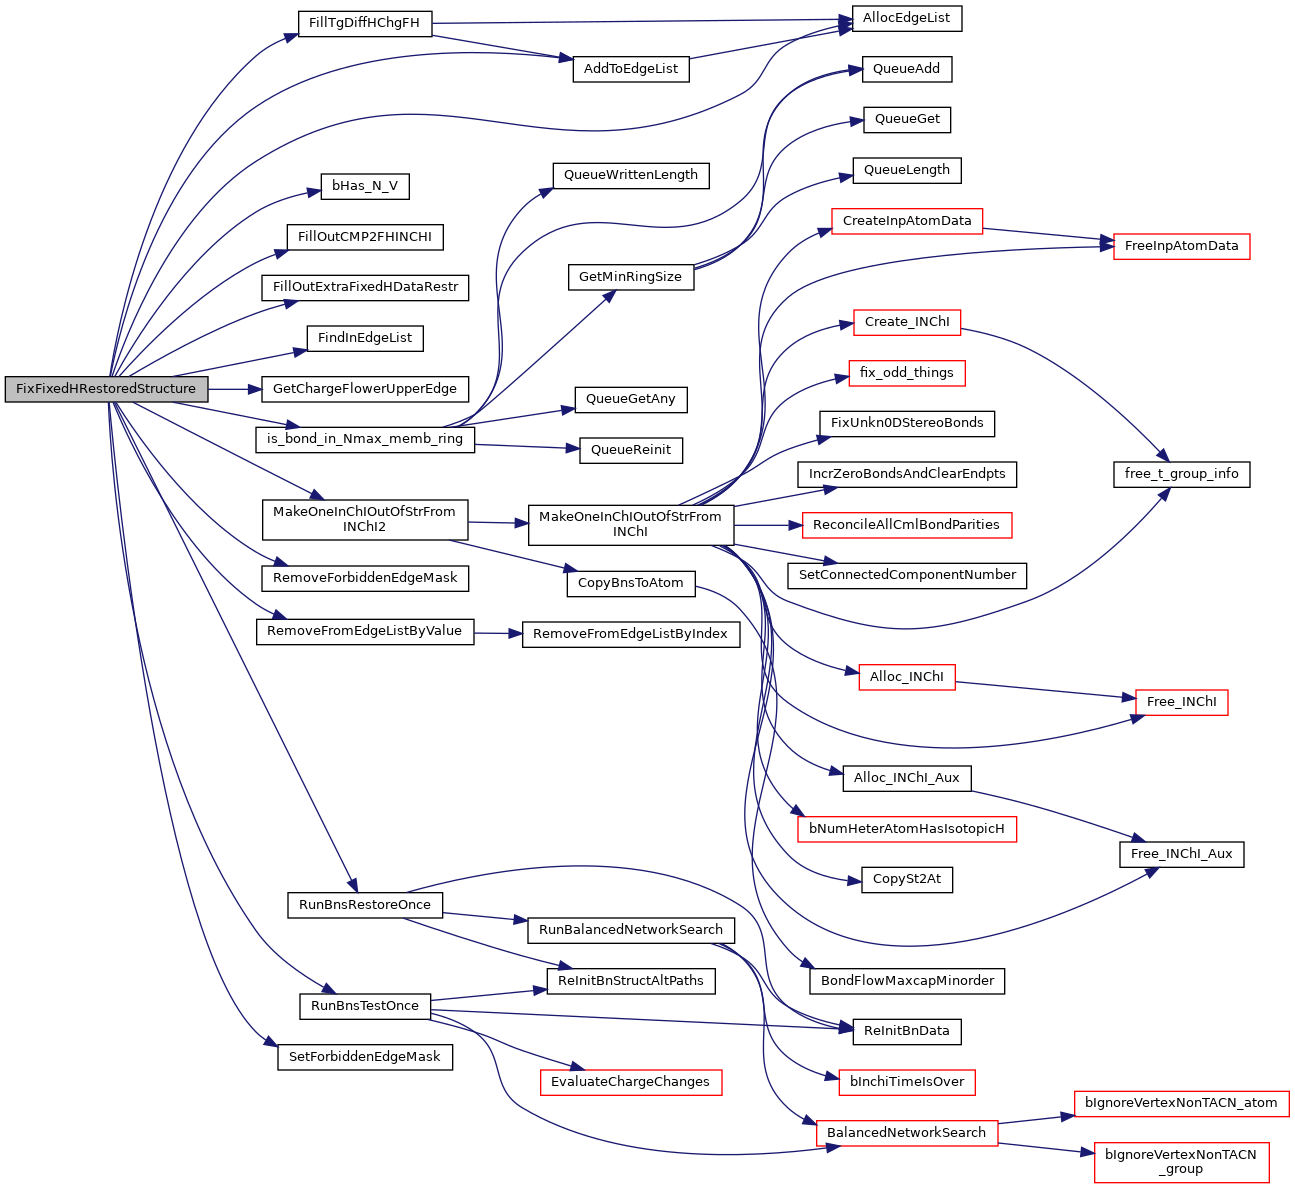 FillTgDiffHChgFH
AllocEdgeList
AddToEdgeList
QueueAdd
QueueGet
QueueWrittenLength
QueueLength
bHas_N_V
CreateInpAtomData
FillOutCMP2FHINCHI
FreeInpAtomData
GetMinRingSize
FillOutExtraFixedHDataRestr
Create_INChI
FindInEdgeList
fix_odd_things
FixFixedHRestoredStructure
GetChargeFlowerUpperEdge
QueueGetAny
FixUnkn0DStereoBonds
is_bond_in_Nmax_memb_ring
QueueReinit
IncrZeroBondsAndClearEndpts
free_t_group_info
MakeOneInChIOutOfStrFrom
INChI2
MakeOneInChIOutOfStrFrom
INChI
ReconcileAllCmlBondParities
RemoveForbiddenEdgeMask
CopyBnsToAtom
SetConnectedComponentNumber
RemoveFromEdgeListByValue
RemoveFromEdgeListByIndex
Alloc_INChI
Free_INChI
Alloc_INChI_Aux
bNumHeterAtomHasIsotopicH
Free_INChI_Aux
CopySt2At
RunBnsRestoreOnce
RunBalancedNetworkSearch
ReInitBnStructAltPaths
BondFlowMaxcapMinorder
RunBnsTestOnce
ReInitBnData
SetForbiddenEdgeMask
EvaluateChargeChanges
bInchiTimeIsOver
bIgnoreVertexNonTACN_atom
BalancedNetworkSearch
bIgnoreVertexNonTACN
_group